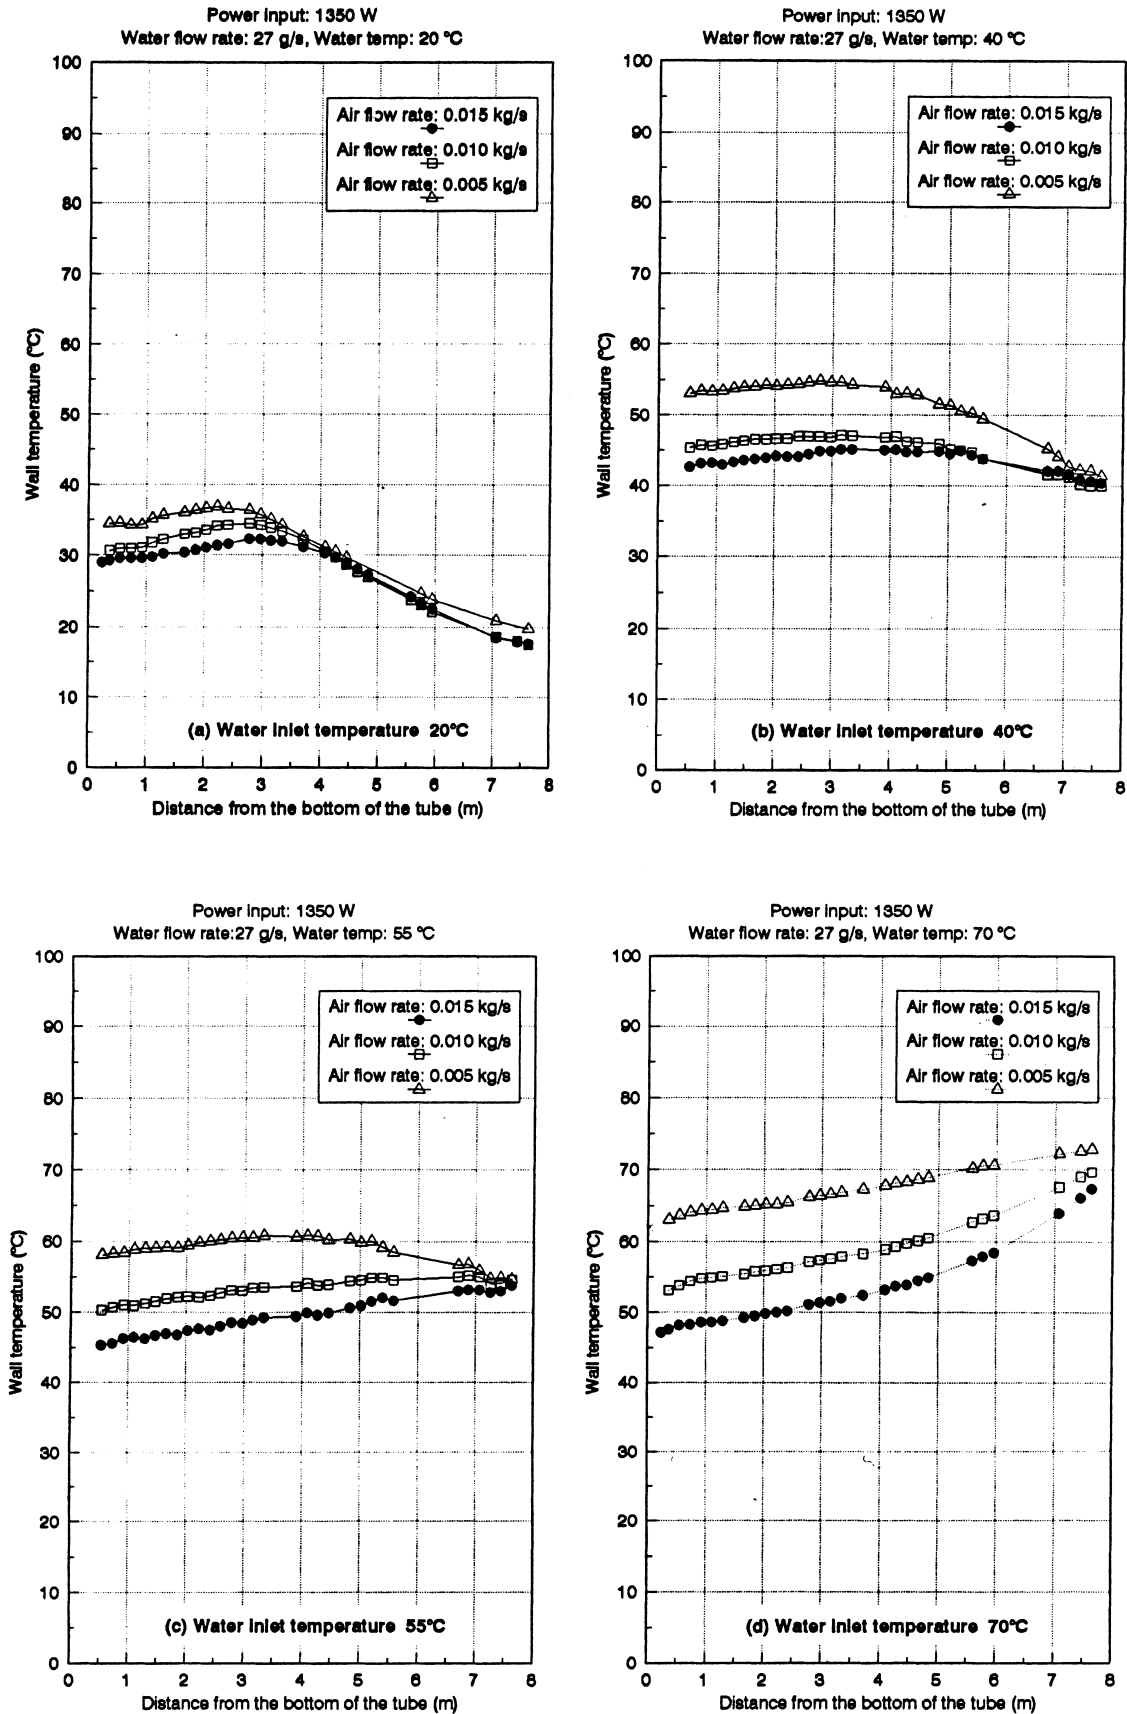 Power input: 1350 W
Water flow rate: 27 g/s, Water temp: 20 °C
100
90
80
70
60
50
40
30
20
10
0
Wall temperature (°C)
Air flow rate: 0.015 kg/s
Air flow rate: 0.010 kg/s
Air flow rate: 0.005 kg/s
(a) Water inlet temperature 20°C
0 1 2 3 4 5 6 7 8
Distance from the bottom of the tube (m)
Power input: 1350 W
Water flow rate:27 g/s, Water temp: 40 °C
100
90
80
70
60
50
40
30
20
10
0
Wall temperature (°C)
Air flow rate: 0.015 kg/s
Air flow rate: 0.010 kg/s
Air flow rate: 0.005 kg/s
(b) Water inlet temperature 40°C
0 1 2 3 4 5 6 7 8
Distance from the bottom of the tube (m)
Power input: 1350 W
Water flow rate:27 g/s, Water temp: 55 °C
100
90
80
70
60
50
40
30
20
10
0
Wall temperature (°C)
Air flow rate: 0.015 kg/s
Air flow rate: 0.010 kg/s
Air flow rate: 0.005 kg/s
(c) Water inlet temperature 55°C
0 1 2 3 4 5 6 7 8
Distance from the bottom of the tube (m)
Power input: 1350 W
Water flow rate: 27 g/s, Water temp: 70 °C
100
90
80
70
60
50
40
30
20
10
0
Wall temperature (°C)
Air flow rate: 0.015 kg/s
Air flow rate: 0.010 kg/s
Air flow rate: 0.005 kg/s
(d) Water inlet temperature 70°C
0 1 2 3 4 5 6 7 8
Distance from the bottom of the tube (m)